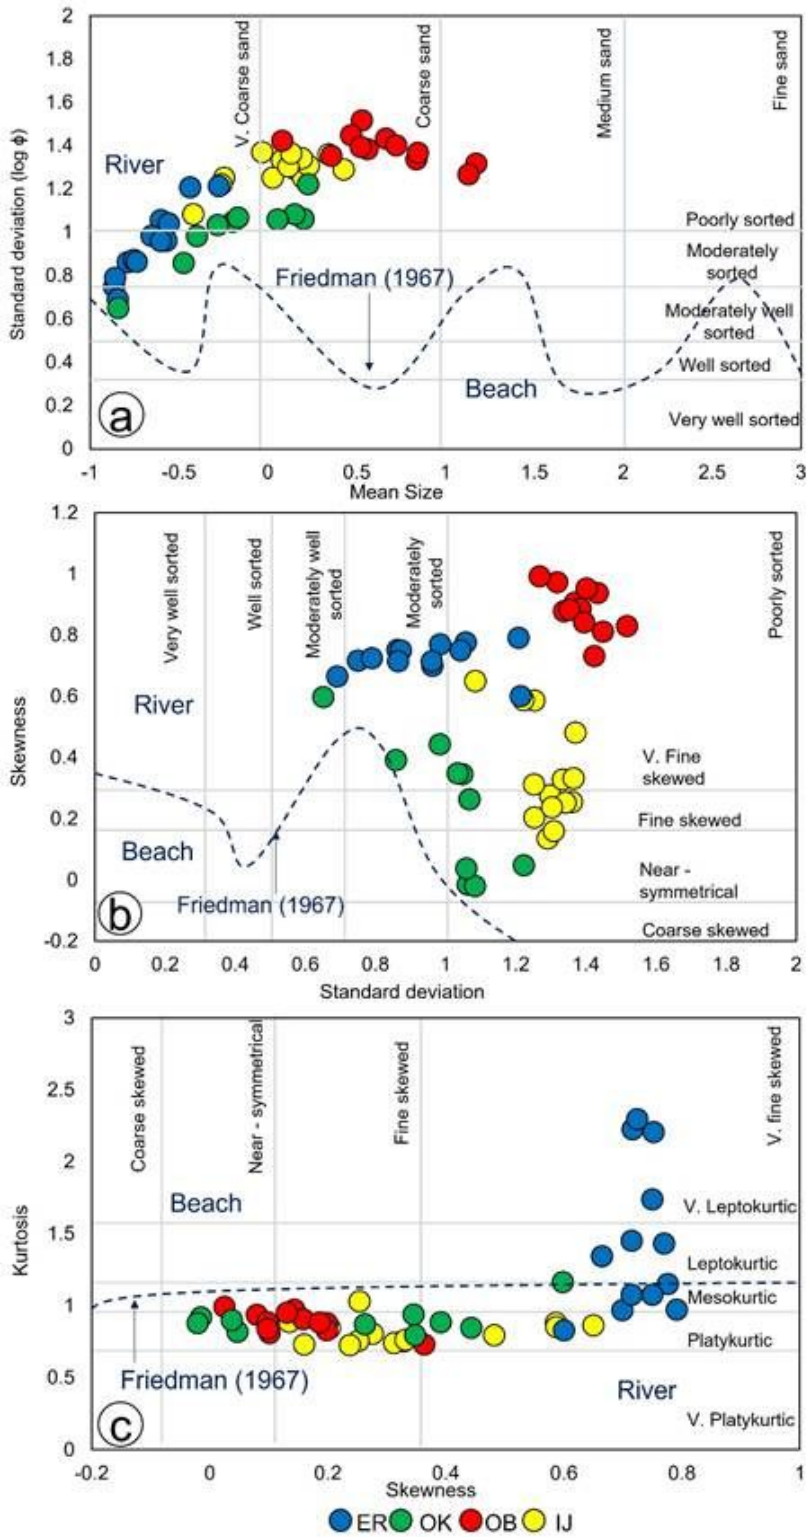 2
1.8
1.6
1.4
1.2
1
0.8
0.6
0.4
0.2
0
Standard deviation (log ϕ)
V. Coarse sand
Coarse sand
Medium sand
Fine sand
River
Poorly sorted
Moderately
sorted
Friedman (1967)
Moderately well
sorted
Well sorted
Beach
Very well sorted
a
-1 -0.5 0 0.5 1 1.5 2 2.5 3
Mean Size
1.2
1
0.8
0.6
0.4
0.2
0
-0.2
Skewness
Very well sorted
Well sorted
Moderately well
sorted
Moderately
sorted
Poorly sorted
River
V. Fine
skewed
Fine skewed
Beach
Near -
symmetrical
Friedman (1967)
Coarse skewed
b
0 0.2 0.4 0.6 0.8 1 1.2 1.4 1.6 1.8 2
Standard deviation
3
2.5
2
1.5
1
0.5
0
Kurtosis
Coarse skewed
Near - symmetrical
Fine skewed
V. fine skewed
Beach
V. Leptokurtic
Leptokurtic
Mesokurtic
Platykurtic
Friedman (1967)
River
V. Platykurtic
c
-0.2 0 0.2 0.4 0.6 0.8 1
Skewness
ER OK OB IJ